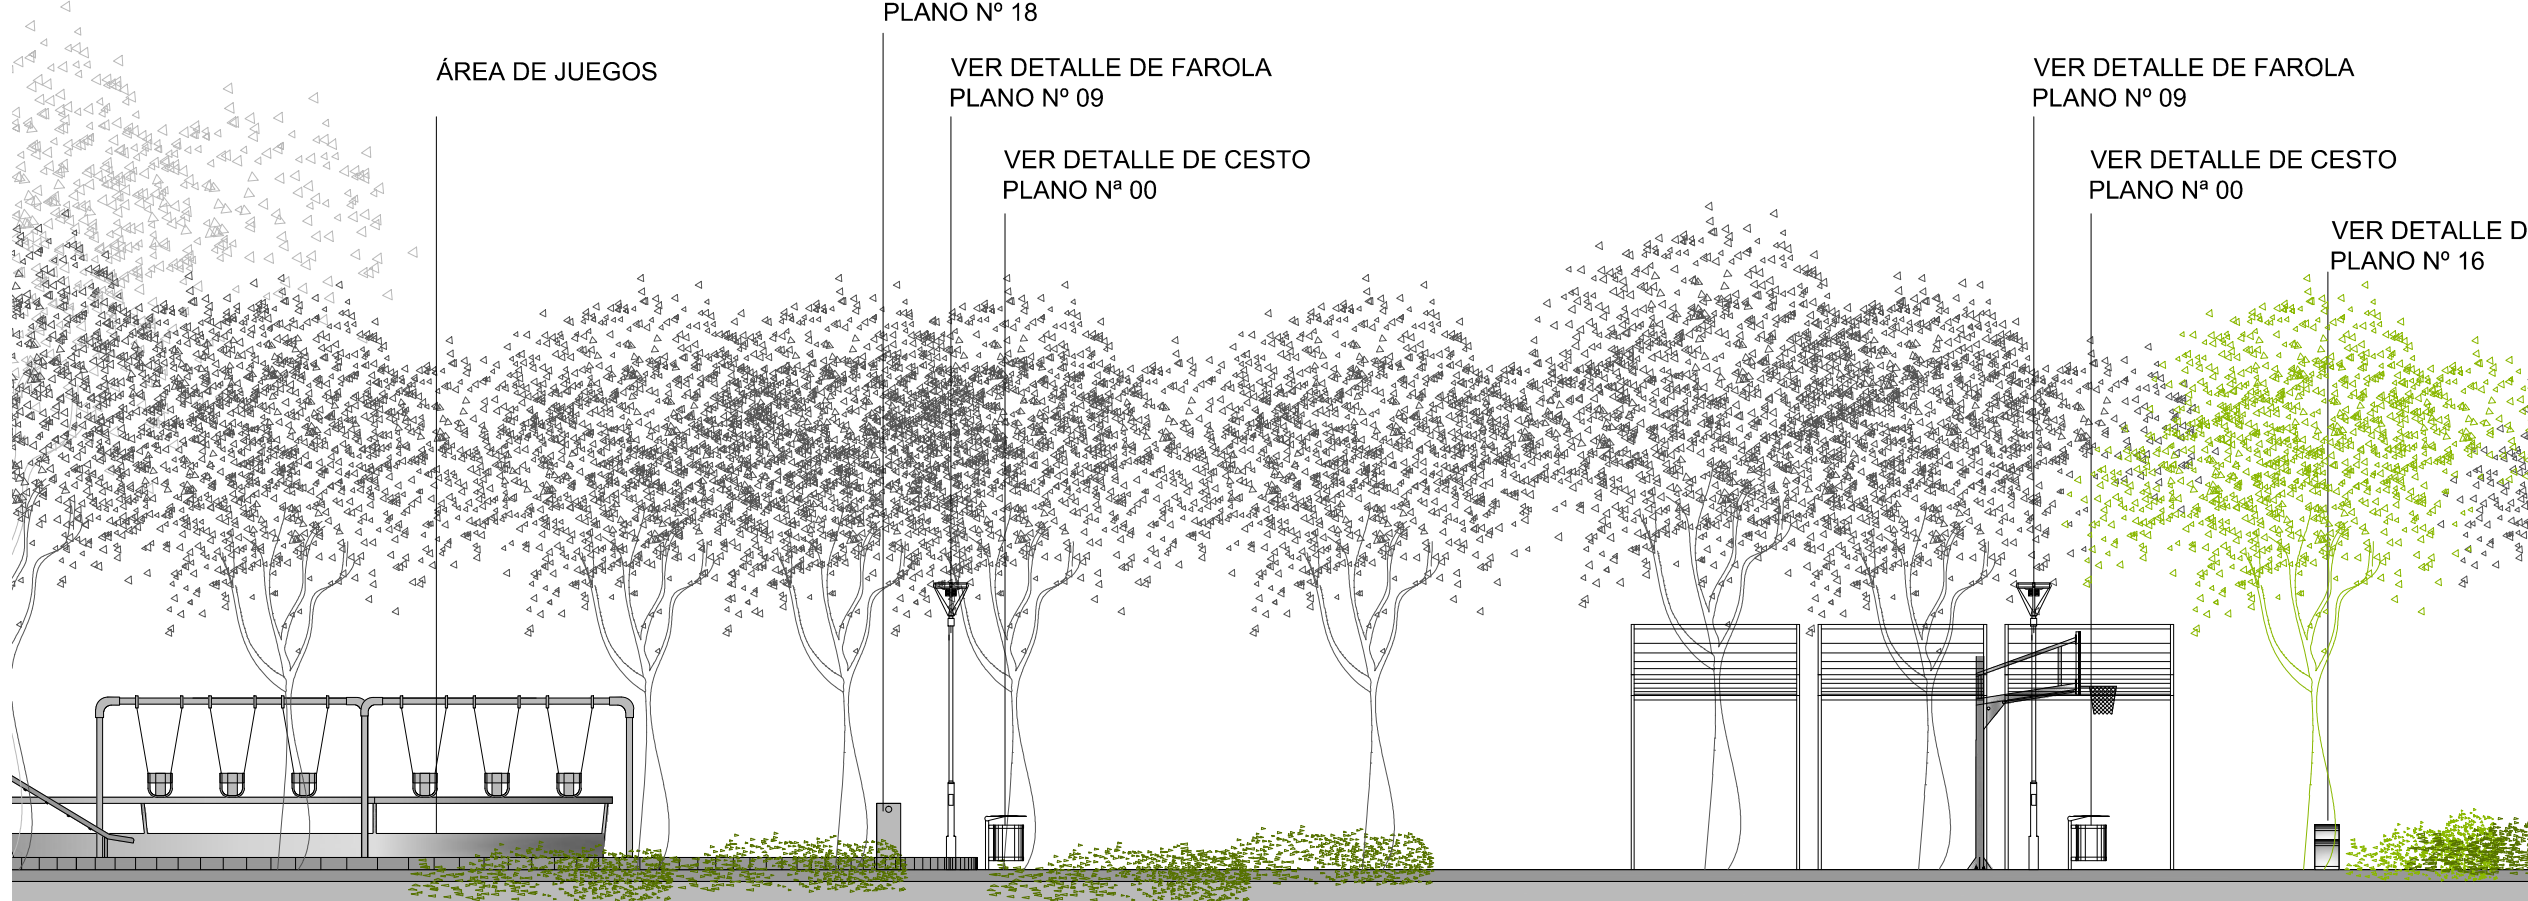 PLANO Nº 18
ÁREA DE JUEGOS
VER DETALLE DE FAROLA
PLANO Nº 09
VER DETALLE DE CESTO
PLANO Nª 00
VER DETALLE DE FAROLA
PLANO Nº 09
VER DETALLE DE CESTO
PLANO Nª 00
VER DETALLE D
PLANO Nº 16